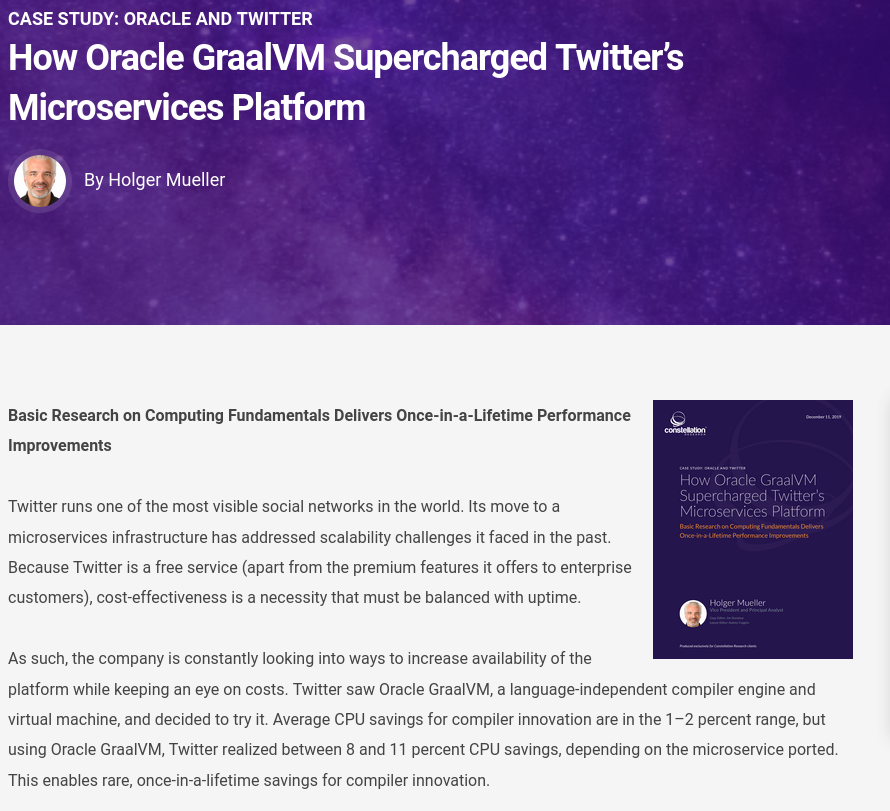 CASE STUDY: ORACLE AND TWITTER
How Oracle GraalVM Supercharged Twitter’s
Microservices Platform
By Holger Mueller
Basic Research on Computing Fundamentals Delivers Once-in-a-Lifetime Performance
Improvements
Twitter runs one of the most visible social networks in the world. Its move to a
microservices infrastructure has addressed scalability challenges it faced in the past.
Because Twitter is a free service (apart from the premium features it offers to enterprise
customers), cost-effectiveness is a necessity that must be balanced with uptime.
As such, the company is constantly looking into ways to increase availability of the
platform while keeping an eye on costs. Twitter saw Oracle GraalVM, a language-independent compiler engine and
virtual machine, and decided to try it. Average CPU savings for compiler innovation are in the 1–2 percent range, but
using Oracle GraalVM, Twitter realized between 8 and 11 percent CPU savings, depending on the microservice ported.
This enables rare, once-in-a-lifetime savings for compiler innovation.
December 11, 2019
constellation
RESEARCH
CASE STUDY: ORACLE AND TWITTER
How Oracle GraalVM
Supercharged Twitter’s
Microservices Platform
Basic Research on Computing Fundamentals Delivers
Once-in-a-Lifetime Performance Improvements
Holger Mueller
Vice President and Principal Analyst
Produced exclusively for Constellation Research clients